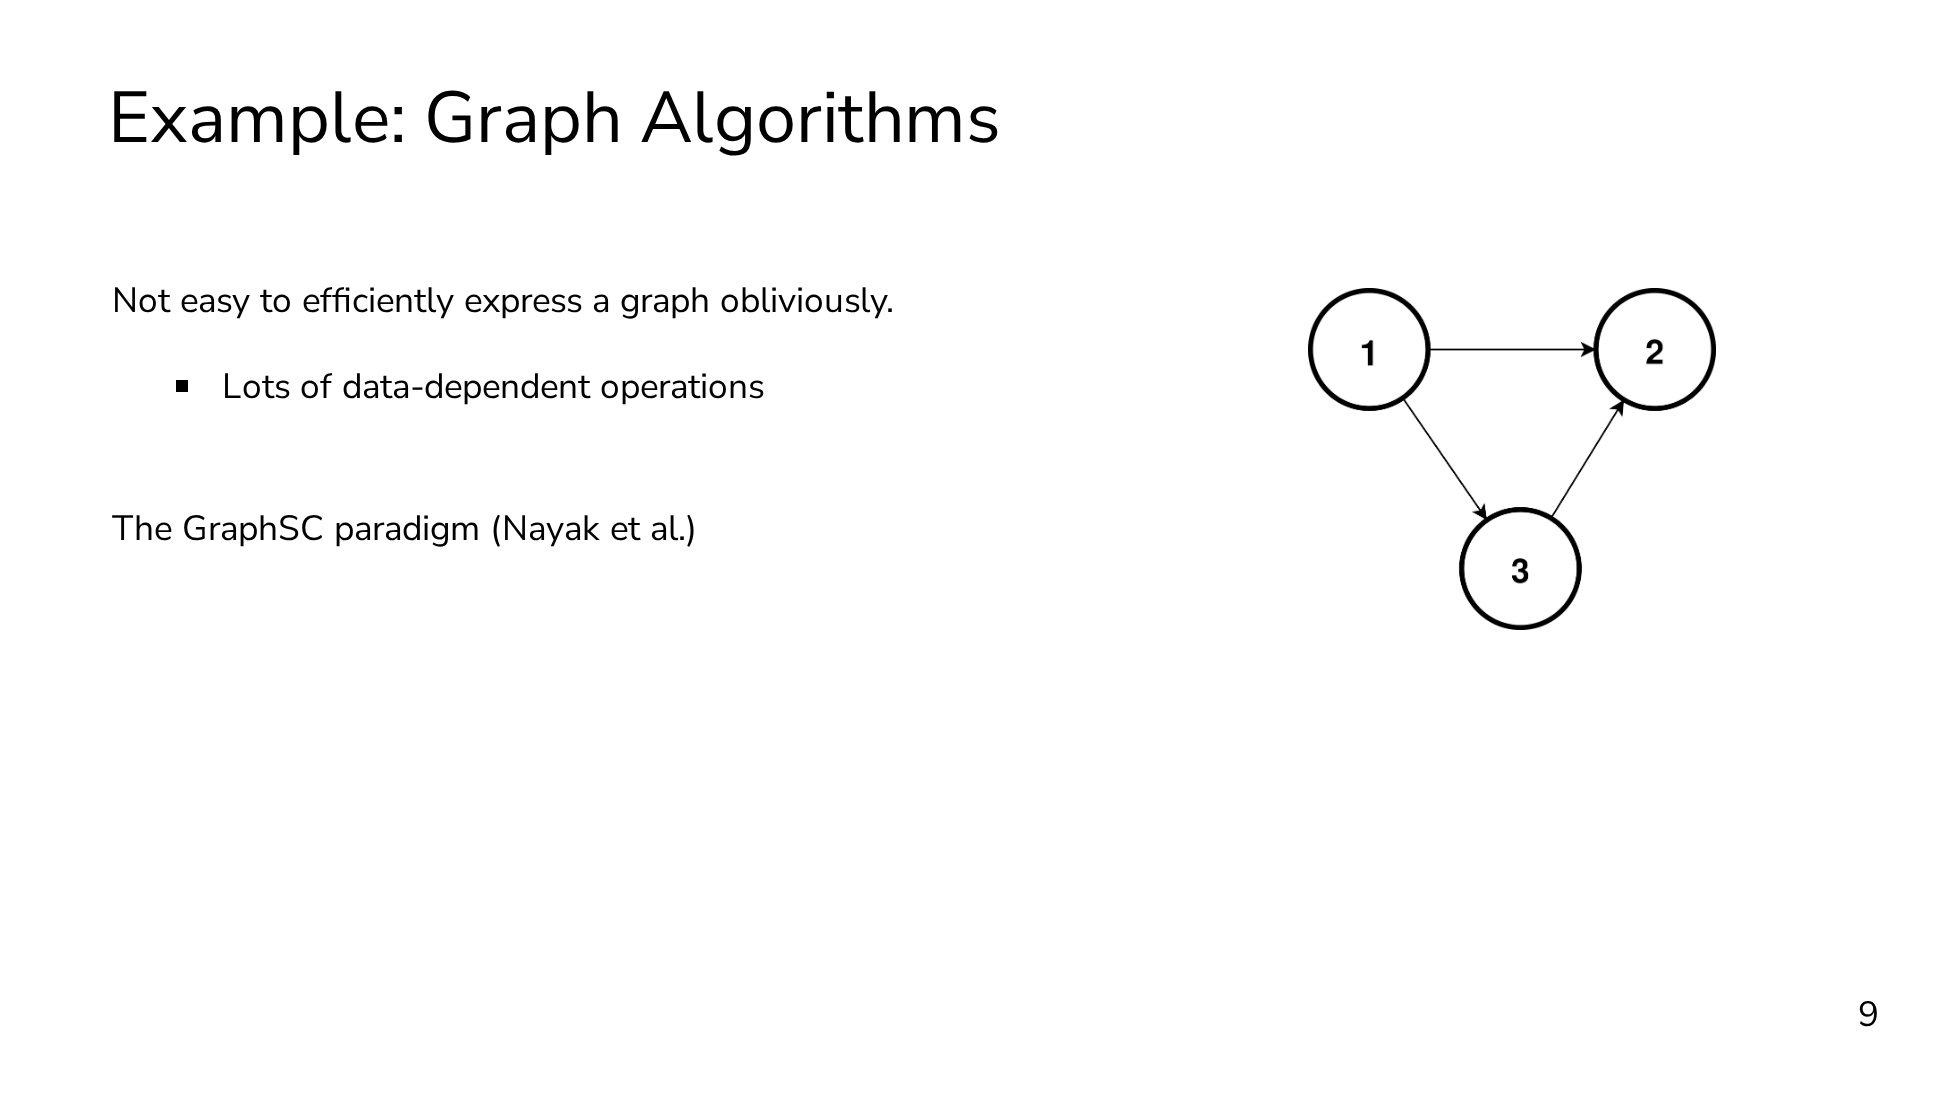 Example: Graph Algorithms
Not easy to efficiently express a graph obliviously.
▪ Lots of data-dependent operations
The GraphSC paradigm (Nayak et al.)
1
2
3
9